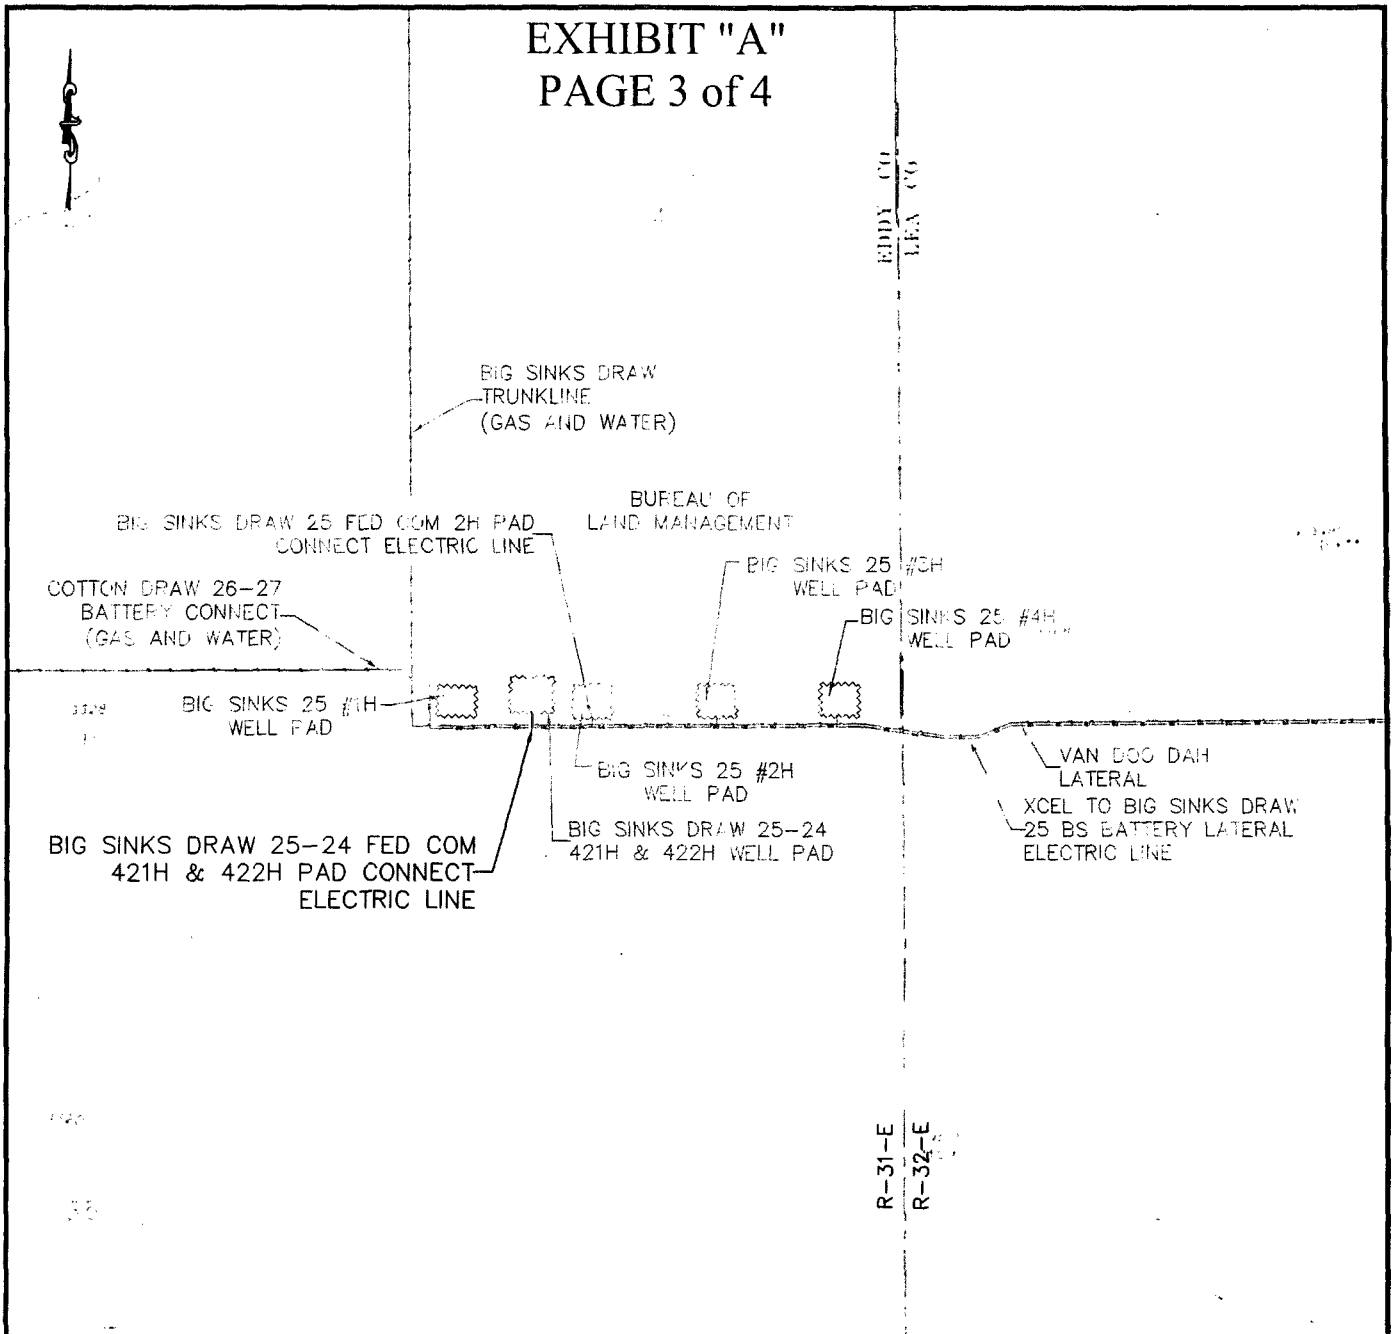 EXHIBIT "A"
PAGE 3 of 4
EDDY CO
LEA CO
BIG SINKS DRAW
TRUNKLINE
(GAS AND WATER)
BUREAU OF
LAND MANAGEMENT
BIG SINKS DRAW 25 FED COM 2H PAD
CONNECT ELECTRIC LINE
BIG SINKS 25 #3H
WELL PAD
COTTON DRAW 26-27
BATTERY CONNECT
(GAS AND WATER)
BIG SINKS 25 #4H
WELL PAD
BIG SINKS 25 #1H
WELL PAD
BIG SINKS 25 #2H
WELL PAD
VAN DOO DAH
LATERAL
XCEL TO BIG SINKS DRAW
25 BS BATTERY LATERAL
ELECTRIC LINE
BIG SINKS DRAW 25-24
421H & 422H WELL PAD
BIG SINKS DRAW 25-24 FED COM
421H & 422H PAD CONNECT
ELECTRIC LINE
R-31-E
R-32-E